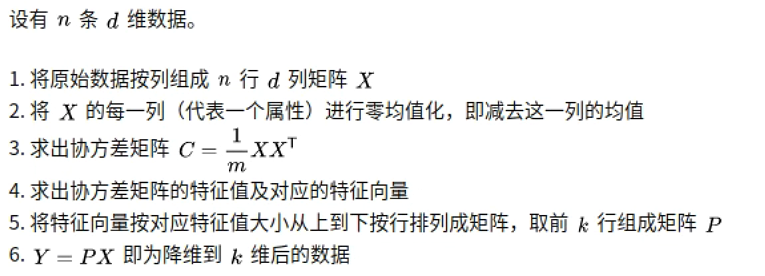 设有 n 条 d 维数据。
1. 将原始数据按列组成 n 行 d 列矩阵 X
2. 将 X 的每一列（代表一个属性）进行零均值化，即减去这一列的均值
3. 求出协方差矩阵 C = \frac{1}{m} XX^T
4. 求出协方差矩阵的特征值及对应的特征向量
5. 将特征向量按对应特征值大小从上到下按行排列成矩阵，取前 k 行组成矩阵 P
6. Y = PX 即为降维到 k 维后的数据